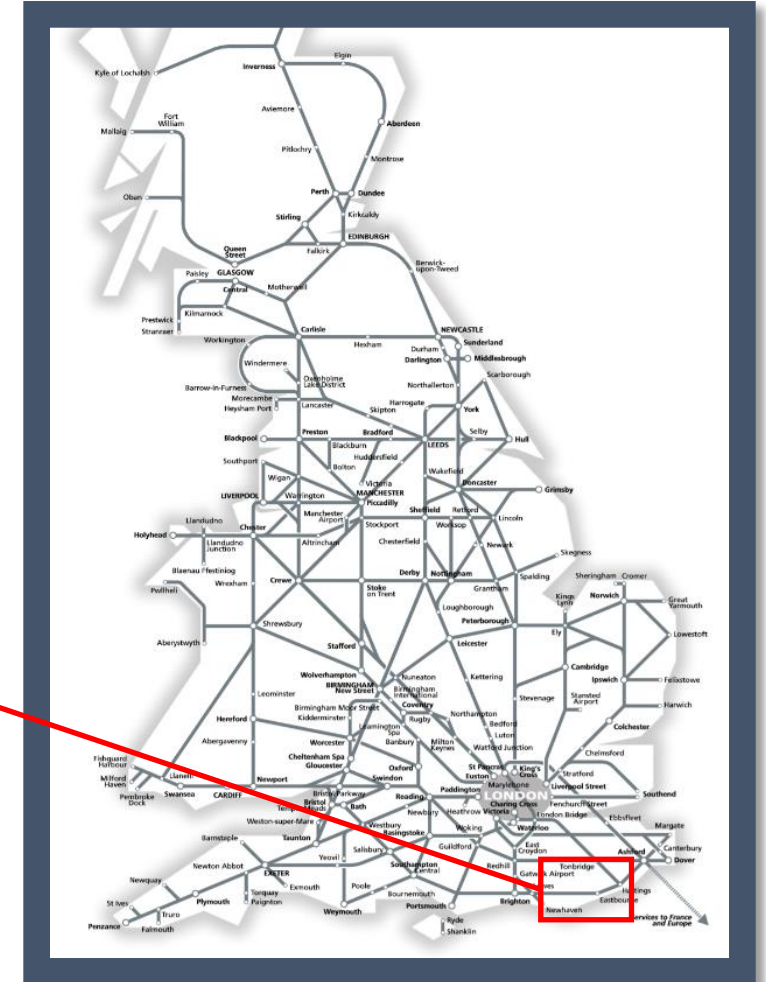 Elgin
Inverness
Kyle of Lochalsh
Aviemore
Fort
William
Mallaig
Aberdeen
Pitlochry
Montrose
Perth
Dundee
Oban
Stirling
Kirkcaldy
EDINBURGH
Queen
Street
Falkirk
Berwick-
upon-Tweed
Paisley
GLASGOW
Central
Motherwell
Prestwick
Kilmarnock
Stranraer
Carlisle
NEWCASTLE
Workington
Hexham
Durham
Sunderland
Darlington
Middlesbrough
Windermere
Scarborough
Oxenholme
Lake District
Barrow-in-Furness
Northallerton
Morecambe
Heysham Port
Lancaster
Harrogate
Skipton
York
Blackpool
Preston
Bradford
Selby
Blackburn
LEEDS
Hull
Southport
Bolton
Huddersfield
Wigan
Victoria
Wakefield
LIVERPOOL
Warrington
MANCHESTER
Piccadilly
Doncaster
Grimsby
Manchester
Airport
Sheffield
Retford
Llandudno
Stockport
Worksop
Lincoln
Holyhead
Chester
Llandudno
Junction
Altrincham
Chesterfield
Newark
Skegness
Blaenau Ffestiniog
Wrexham
Crewe
Stoke
on Trent
Derby
Nottingham
Spalding
Sheringham
Cromer
Pwllheli
Grantham
Kings
Lynn
Norwich
Great
Yarmouth
Loughborough
Peterborough
Aberystwyth
Shrewsbury
Stafford
Leicester
Ely
Lowestoft
Wolverhampton
Nuneaton
Kettering
Cambridge
BIRMINGHAM
New Street
Birmingham
International
Ipswich
Felixstowe
Leominster
Birmingham Moor Street
Coventry
Stevenage
Stansted
Airport
Harwich
Kidderminster
Rugby
Northampton
Hereford
Leamington
Spa
Bedford
Colchester
Abergavenny
Worcester
Banbury
Milton
Keynes
Luton
Cheltenham Spa
Watford Junction
Chelmsford
Fishguard
Harbour
Gloucester
Oxford
St Pancras
King's
Cross
Milford
Haven
Llanelli
Swindon
Euston
Stratford
Pembroke
Dock
Swansea
CARDIFF
Newport
Bristol Parkway
Paddington
Marylebone
Liverpool Street
Bristol
Temple Meads
Bath
Reading
LONDON
Southend
Weston-super-Mare
Newbury
Heathrow
Victoria
Charing Cross
Fenchurch Street
Barnstaple
Westbury
London Bridge
Ebbsfleet
Taunton
Basingstoke
Woking
Waterloo
Margate
Yeovil
Salisbury
Guildford
East
Croydon
Canterbury
Newton Abbot
Southampton
Central
Redhill
Ashford
Dover
Newquay
EXETER
Gatwick Airport
Tonbridge
Exmouth
Poole
Hastings
St Ives
Plymouth
Torquay
Paignton
Bournemouth
Brighton
Eastbourne
Truro
Weymouth
Portsmouth
Newhaven
Penzance
Falmouth
Ryde
Shanklin
Services to France
and Europe